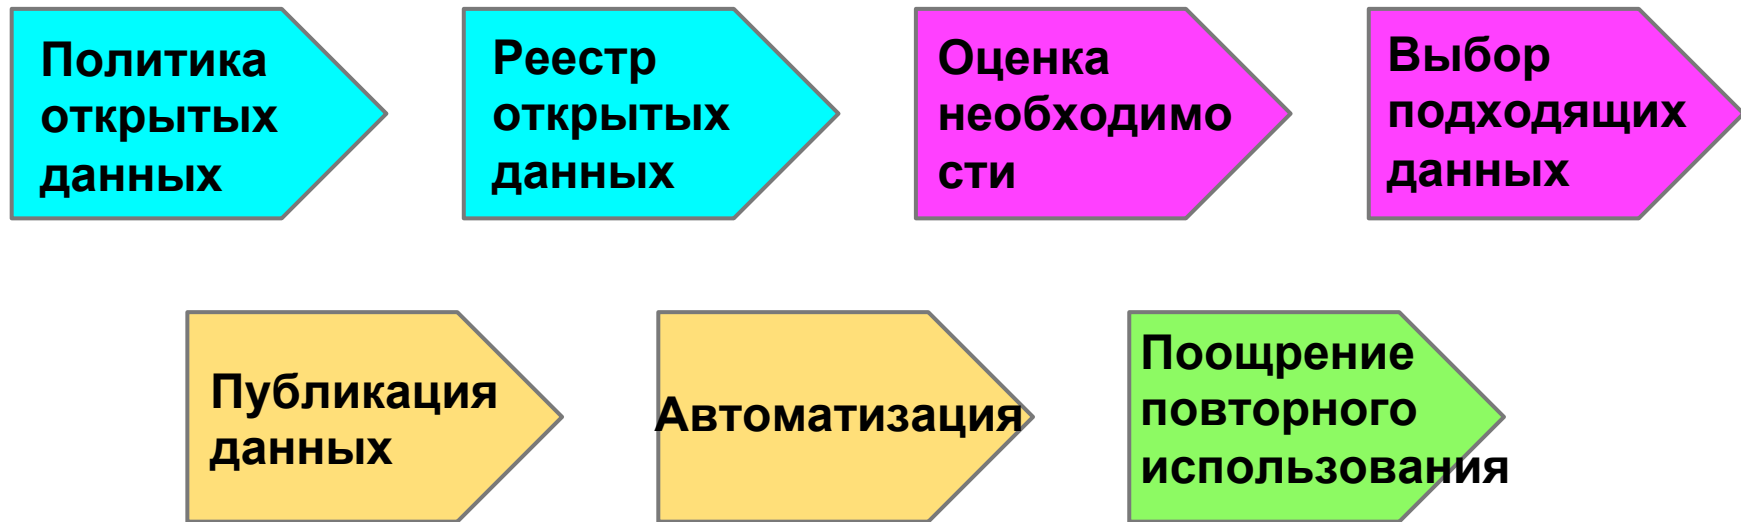 Политика
открытых
данных
Реестр
открытых
данных
Оценка
необходимо
сти
Выбор
подходящих
данных
Публикация
данных
Автоматизация
Поощрение
повторного
использования